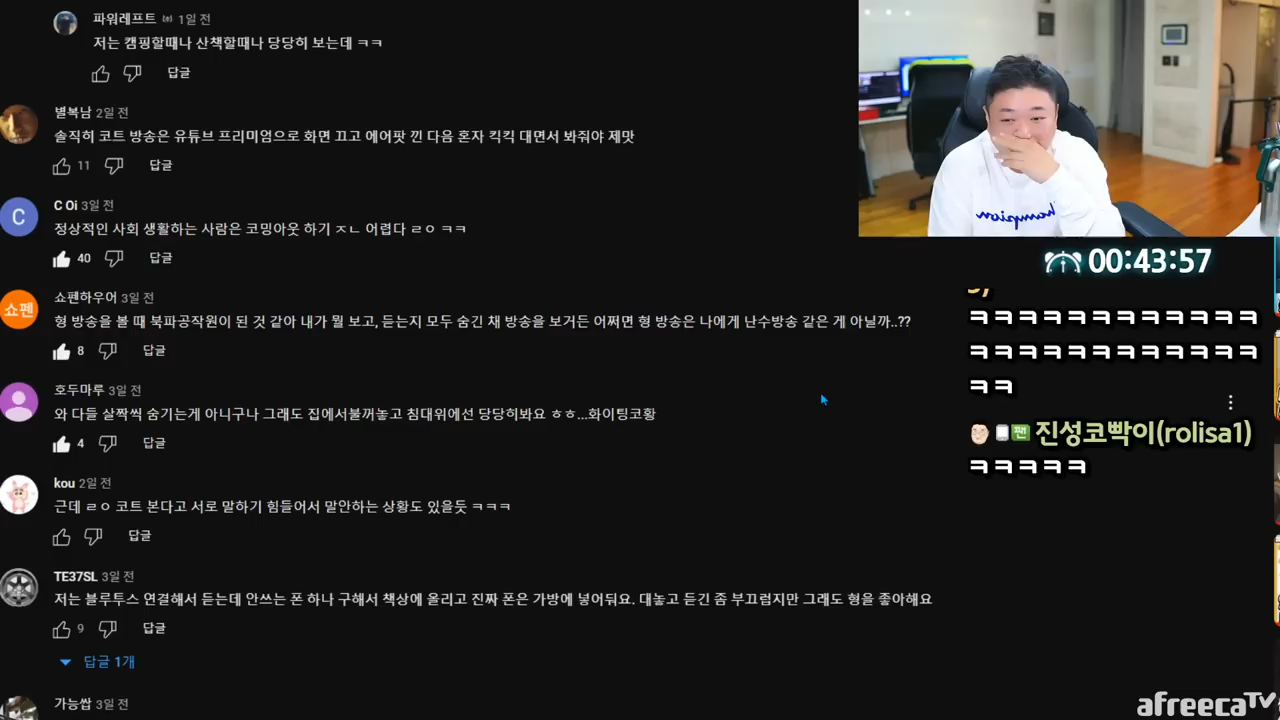 파워레프트 1일 전
저는 캠핑할때나 산책할때나 당당히 보는데 ㅋㅋ
답글
별복남 2일 전
솔직히 코트 방송은 유튜브 프리미엄으로 화면 끄고 에어팟 낀 다음 혼자 킥킥 대면서 봐줘야 제맛
11 답글
C
C Oi 3일 전
정상적인 사회 생활하는 사람은 코밍아웃 하기 ㅈㄴ 어렵다 ㄹㅇ ㅋㅋ
40 답글
쇼펜
쇼펜하우어 3일 전
형 방송을 볼 때 북파공작원이 된 것 같아 내가 뭘 보고, 듣는지 모두 숨긴 채 방송을 보거든 어쩌면 형 방송은 나에게 난수방송 같은 게 아닐까..??
8 답글
호두마루 3일 전
와 다들 살짝씩 숨기는게 아니구나 그래도 집에서불끄놓고 침대위에선 당당히봐요 ㅎㅎ...화이팅코황
4 답글
kou 2일 전
근데 ㄹㅇ 코트 본다고 서로 말하기 힘들어서 말안하는 상황도 있을듯 ㅋㅋㅋ
답글
TE37SL 3일 전
저는 블루투스 연결해서 듣는데 안쓰는 폰 하나 구해서 책상에 올리고 진짜 폰은 가방에 넣어둬요. 대놓고 듣긴 좀 부끄럽지만 그래도 형을 좋아해요
9 답글
답글 1개
가능쌉 3일 전
Champion
00:43:57
ㅋㅋㅋㅋㅋㅋㅋㅋㅋㅋㅋㅋ
ㅋㅋㅋㅋㅋㅋㅋㅋㅋㅋㅋㅋ
ㅋㅋ
팬 진성코빡이(rolisa1)
ㅋㅋㅋㅋㅋ
afreecaTV